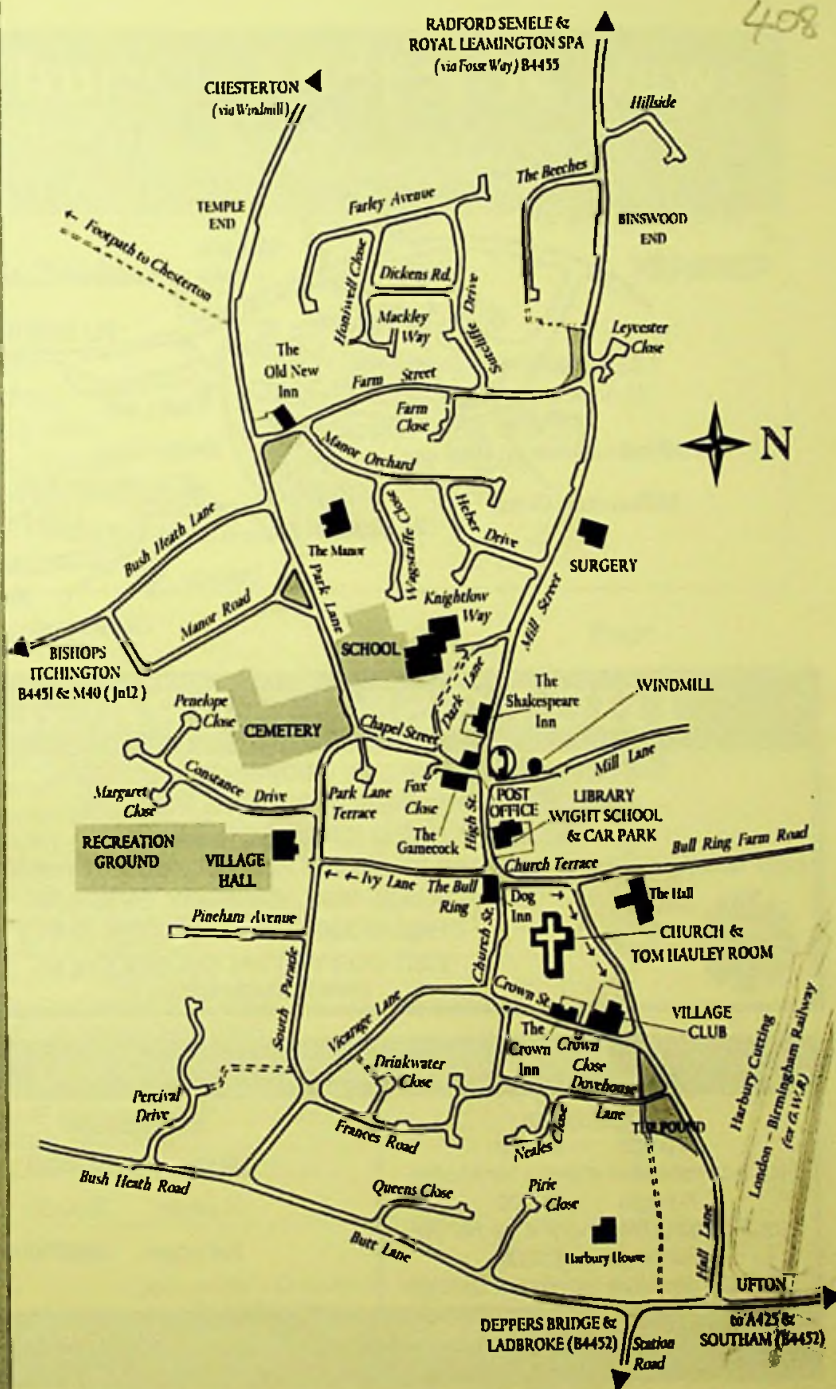 408
RADFORD SEMELE &
ROYAL LEAMINGTON SPA
(via Fosse Way) B4455
CHESTERTON
(via Windmill)
Hillside
The Beeches
Farley Avenue
TEMPLE
END
BINSWOOD
END
← Footpath to Chesterton
Honiwell Close
Dickens Rd.
Mackley
Way
Sutcliffe Drive
Leycester
Close
The
Old New
Inn
Farm Street
Farm
Close
N
Manor Orchard
Wagstaffe Close
Heber Drive
Bush Heath Lane
The Manor
SURGERY
Manor Road
Park Lane
Knightlow
Way
Mill Street
SCHOOL
BISHOPS
ITCHINGTON
B4451 & M40 (Jn12)
Dark Lane
The
Shakespeare
Inn
WINDMILL
Penelope
Close
CEMETERY
Chapel Street
Mill Lane
Margaret
Close
Constance Drive
Park Lane
Terrace
Fox
Close
The
Gamecock
High St.
POST
OFFICE
LIBRARY
WIGHT SCHOOL
& CAR PARK
RECREATION
GROUND
VILLAGE
HALL
Church Terrace
Bull Ring Farm Road
← ← Ivy Lane
The Bull
Ring
Dog
Inn
The Hall
Pineham Avenue
Church St.
CHURCH &
TOM HAULEY ROOM
South Parade
Vicarage Lane
Crown St.
VILLAGE
CLUB
The
Crown
Inn
Crown
Close
Drinkwater
Close
Dovehouse
Lane
Percival
Drive
Frances Road
Neales Close
THE POUND
Harbury Cutting
London – Birmingham Railway
(ex G.W.R)
Bush Heath Road
Queens Close
Pirie
Close
Butt Lane
Harbury House
Hall Lane
UFTON
to A425 &
SOUTHAM (B4452)
DEPPERS BRIDGE &
LADBROKE (B4452)
Station
Road